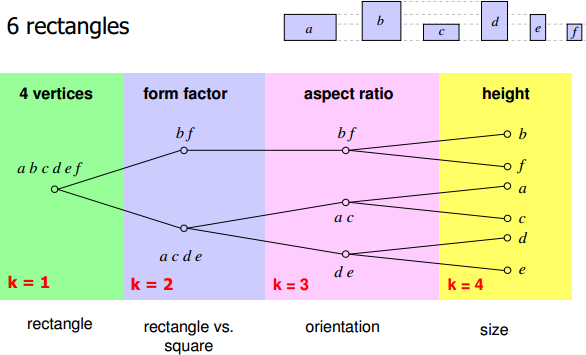 6 rectangles
a b c d e f
4 vertices form factor aspect ratio height
b f b f b
a b c d e f f
a
a c c
a c d e d
d e e
k = 1 k = 2 k = 3 k = 4
rectangle rectangle vs. orientation size
square